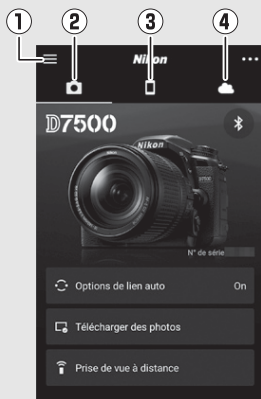 ① ② ③ ④
Nikon
D7500
Nikon
N° de série
Options de lien auto On
Télécharger des photos
Prise de vue à distance